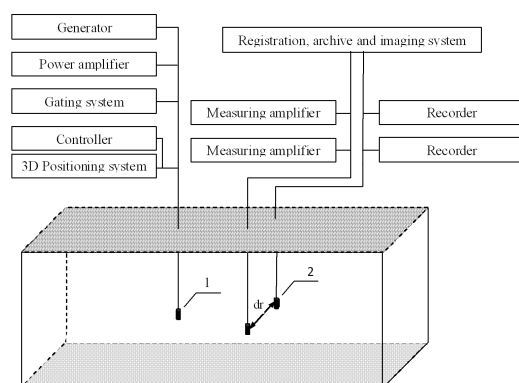 Generator
Power amplifier
Gating system
Controller
3D Positioning system
Registration, archive and imaging system
Measuring amplifier
Recorder
Measuring amplifier
Recorder
1
2
dr